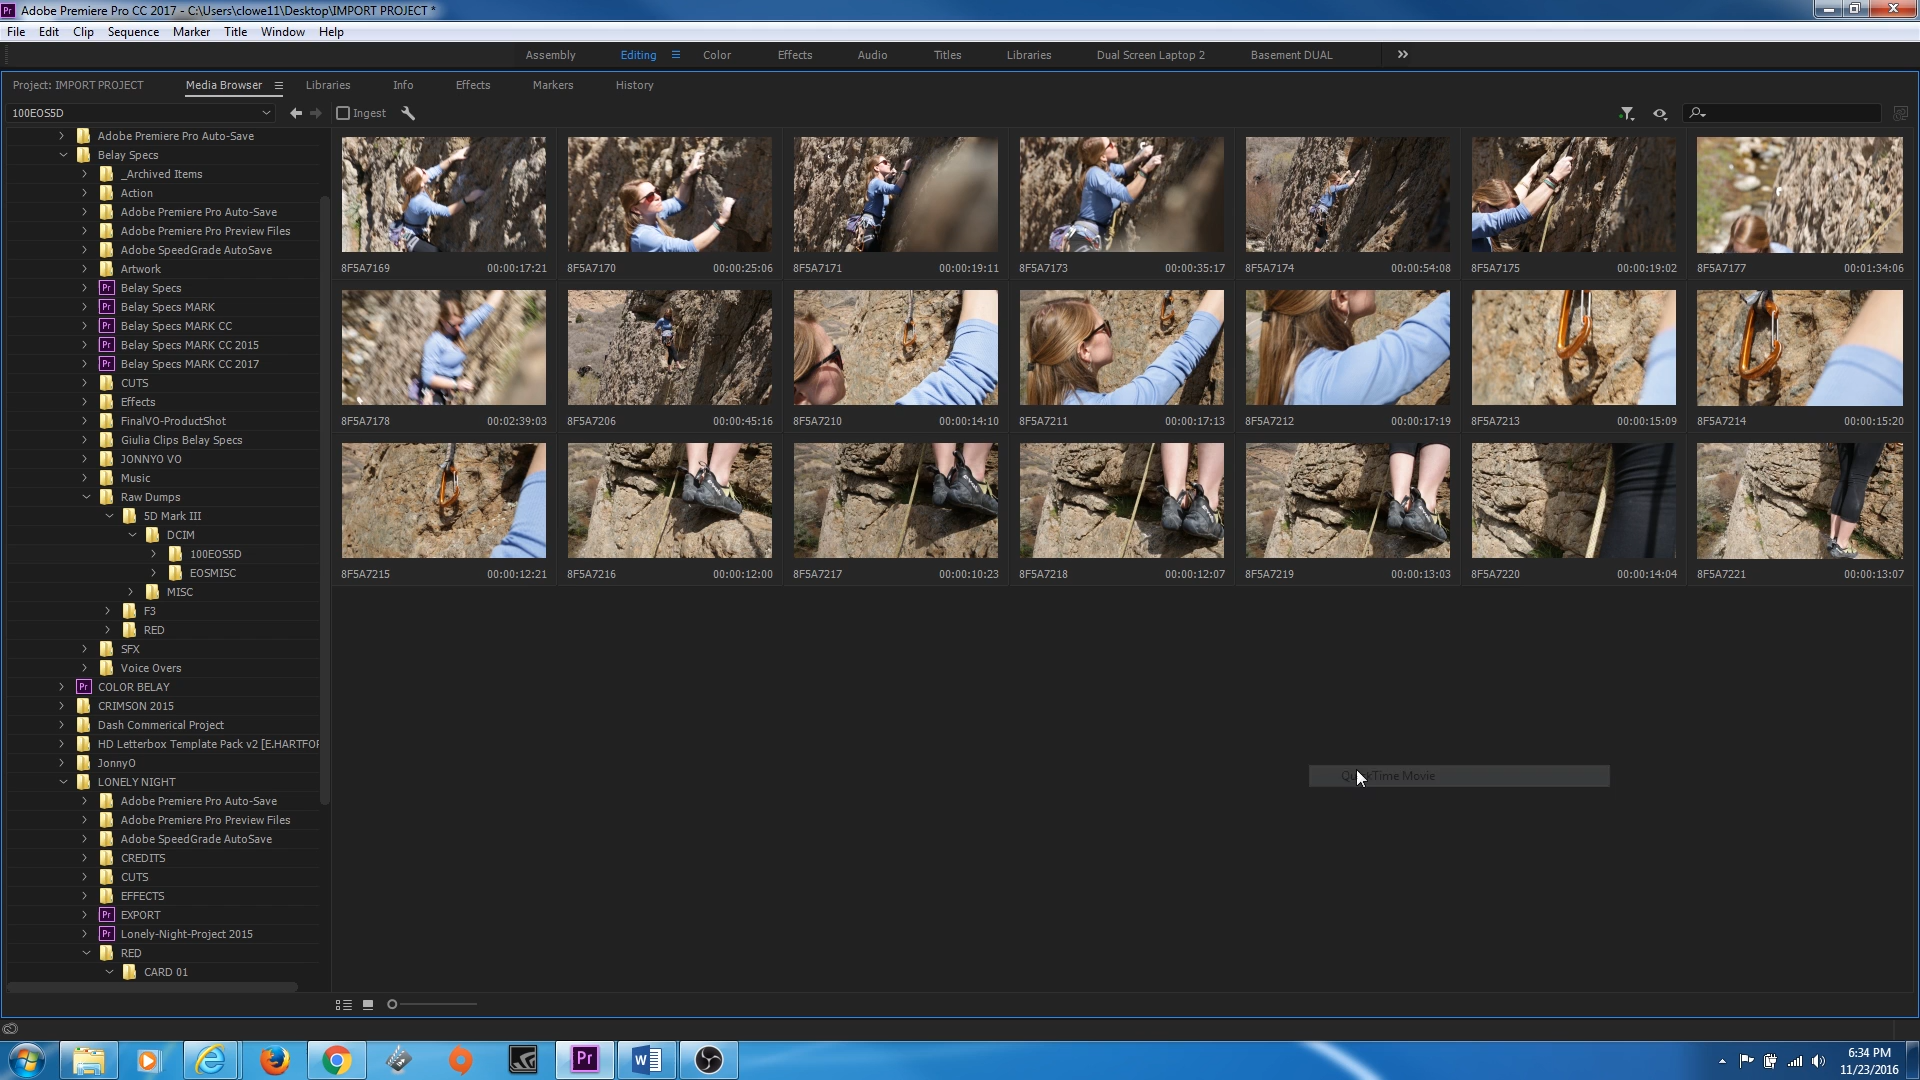 Adobe Premiere Pro CC 2017 - C:\Users\clowe11\Desktop\IMPORT PROJECT *
File Edit Clip Sequence Marker Title Window Help
Assembly Editing Color Effects Audio Titles Libraries Dual Screen Laptop 2 Basement DUAL
Project: IMPORT PROJECT Media Browser Libraries Info Effects Markers History
100EOS5D Ingest
Adobe Premiere Pro Auto-Save
Belay Specs
_Archived Items
Action
Adobe Premiere Pro Auto-Save
Adobe Premiere Pro Preview Files
Adobe SpeedGrade AutoSave
Artwork
Belay Specs
Belay Specs MARK
Belay Specs MARK CC
Belay Specs MARK CC 2015
Belay Specs MARK CC 2017
CUTS
Effects
FinalVO-ProductShot
Giulia Clips Belay Specs
JONNYO VO
Music
Raw Dumps
5D Mark III
DCIM
100EOS5D
EOSMISC
MISC
F3
RED
SFX
Voice Overs
COLOR BELAY
CRIMSON 2015
Dash Commerical Project
HD Letterbox Template Pack v2 [E.HARTFOR
JonnyO
LONELY NIGHT
Adobe Premiere Pro Auto-Save
Adobe Premiere Pro Preview Files
Adobe SpeedGrade AutoSave
CREDITS
CUTS
EFFECTS
EXPORT
Lonely-Night-Project 2015
RED
CARD 01
8F5A7169 00:00:17:21 8F5A7170 00:00:25:06 8F5A7171 00:00:19:11 8F5A7173 00:00:35:17 8F5A7174 00:00:54:08 8F5A7175 00:00:19:02 8F5A7177 00:01:34:06
8F5A7178 00:02:39:03 8F5A7206 00:00:45:16 8F5A7210 00:00:14:10 8F5A7211 00:00:17:13 8F5A7212 00:00:17:19 8F5A7213 00:00:15:09 8F5A7214 00:00:15:20
8F5A7215 00:00:12:21 8F5A7216 00:00:12:00 8F5A7217 00:00:10:23 8F5A7218 00:00:12:07 8F5A7219 00:00:13:03 8F5A7220 00:00:14:04 8F5A7221 00:00:13:07
QuickTime Movie
6:34 PM
11/23/2016